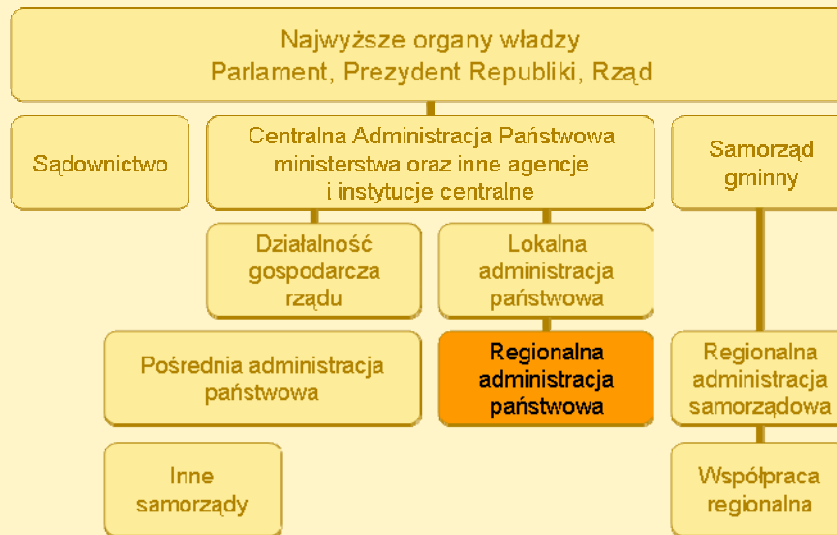 Najwyższe organy władzy
Parlament, Prezydent Republiki, Rząd
Sądownictwo
Centralna Administracja Państwowa
ministerstwa oraz inne agencje
i instytucje centralne
Samorząd
gminny
Działalność
gospodarcza
rządu
Lokalna
administracja
państwowa
Pośrednia administracja
państwowa
Regionalna
administracja
państwowa
Regionalna
administracja
samorządowa
Inne
samorządy
Współpraca
regionalna